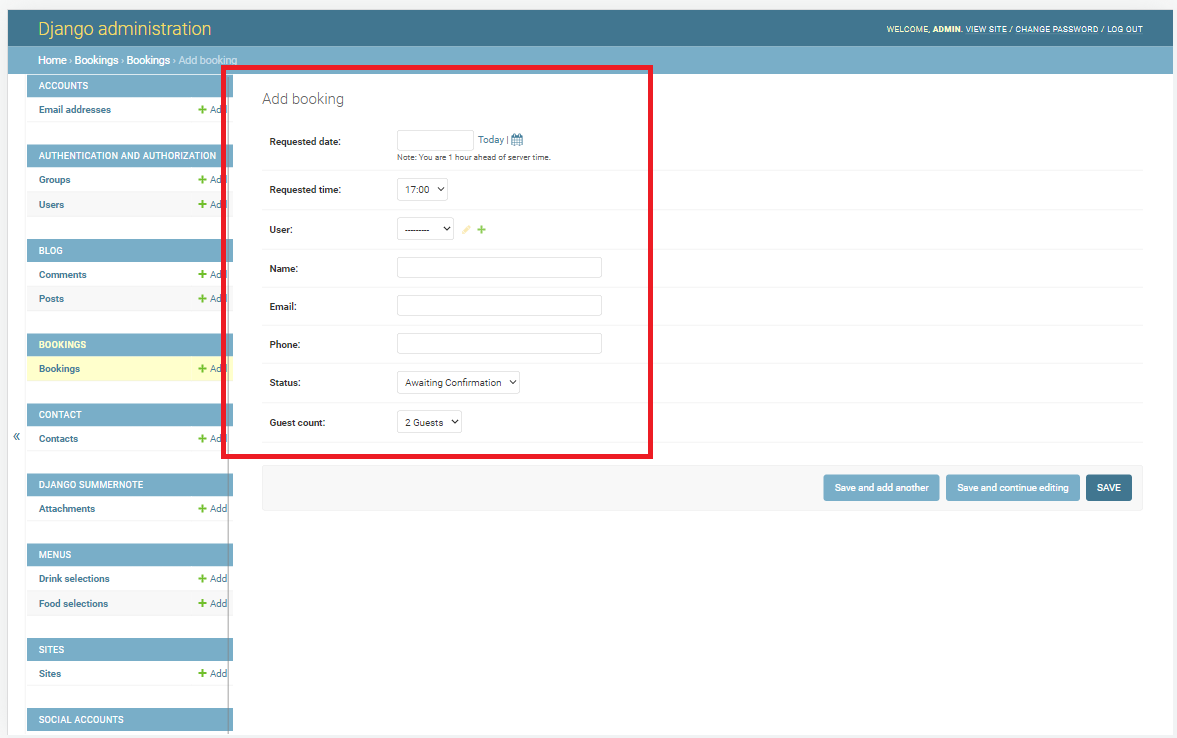 Django administration
WELCOME, ADMIN. VIEW SITE / CHANGE PASSWORD / LOG OUT
Home › Bookings › Bookings › Add booking
ACCOUNTS
Email addresses + Add
AUTHENTICATION AND AUTHORIZATION
Groups + Add
Users + Add
BLOG
Comments + Add
Posts + Add
BOOKINGS
Bookings + Add
CONTACT
Contacts + Add
DJANGO SUMMERNOTE
Attachments + Add
MENUS
Drink selections + Add
Food selections + Add
SITES
Sites + Add
SOCIAL ACCOUNTS
«
Add booking
Requested date: Today |
Note: You are 1 hour ahead of server time.
Requested time: 17:00
User: ---------
Name:
Email:
Phone:
Status: Awaiting Confirmation
Guest count: 2 Guests
Save and add another Save and continue editing SAVE